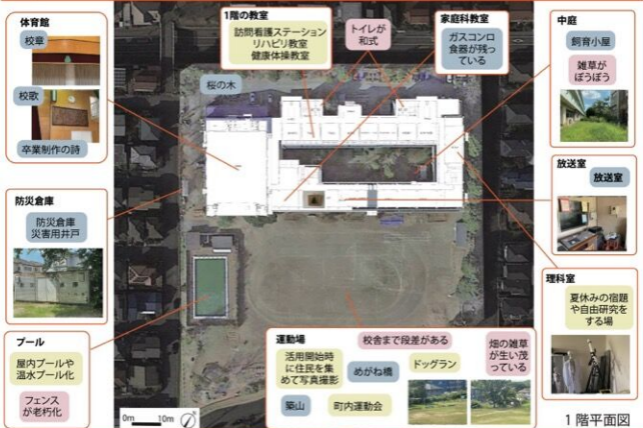 体育館
校章
校歌
卒業制作の詩
1階の教室
訪問看護ステーション
リハビリ教室
健康体操教室
トイレが
和式
家庭科教室
ガスコンロ
食器が残っ
ている
中庭
飼育小屋
雑草が
ぼうぼう
桜の木
放送室
放送室
防災倉庫
防災倉庫
災害用井戸
理科室
夏休みの宿題
や自由研究を
する場
プール
屋内プールや
温水プール化
フェンス
が老朽化
運動場
校舎まで段差がある
活用開始時
に住民を集
めて写真撮影
めがね橋
ドッグラン
畑の雑草
が生い茂
っている
築山
町内運動会
0m 10m
1階平面図